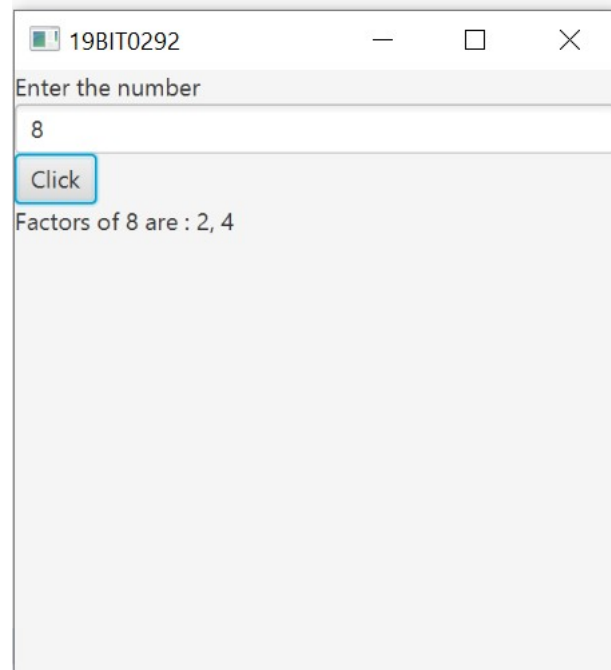 19BIT0292
Enter the number
8
Click
Factors of 8 are : 2, 4